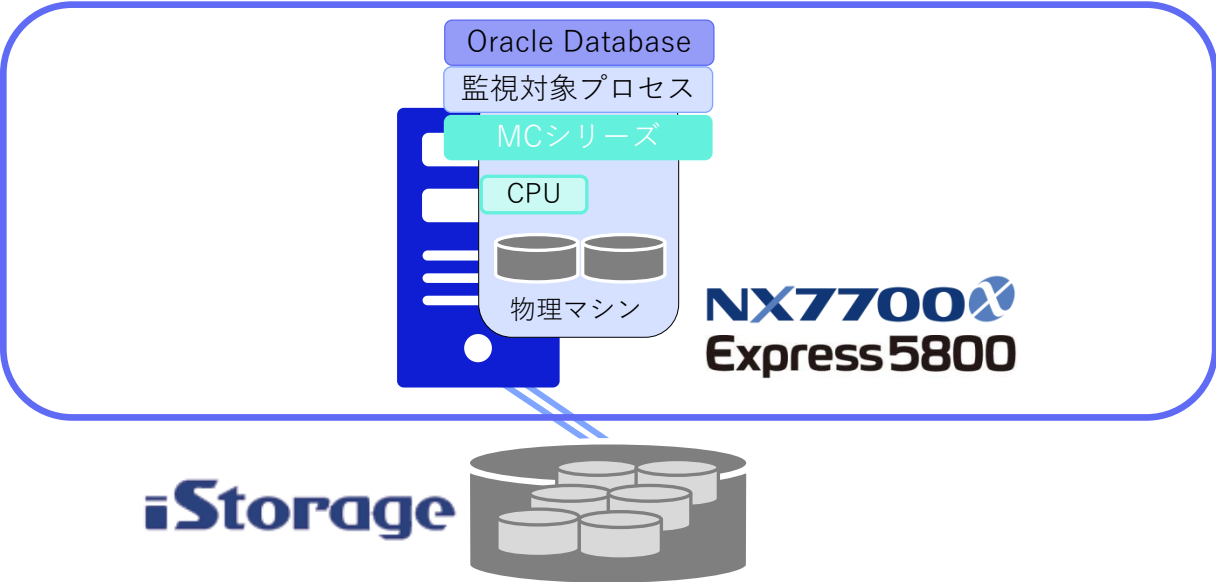 Oracle Database
監視対象プロセス
MCシリーズ
CPU
物理マシン
NX7700x
Express5800
iStorage